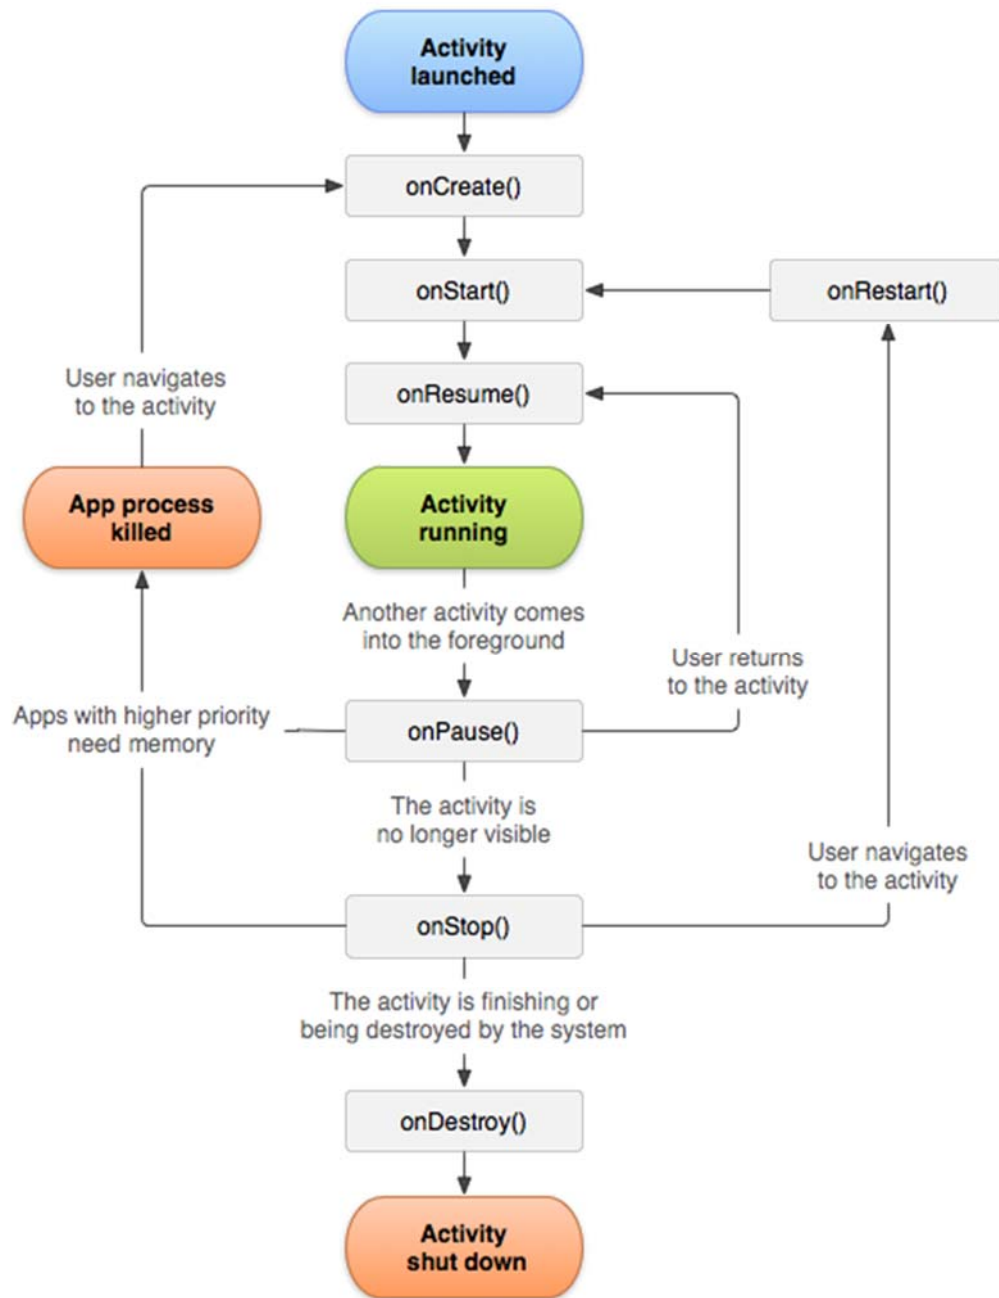 Activity
launched
onCreate()
onStart()
onRestart()
onResume()
User navigates
to the activity
App process
killed
Activity
running
Another activity comes
into the foreground
User returns
to the activity
Apps with higher priority
need memory
onPause()
The activity is
no longer visible
User navigates
to the activity
onStop()
The activity is finishing or
being destroyed by the system
onDestroy()
Activity
shut down